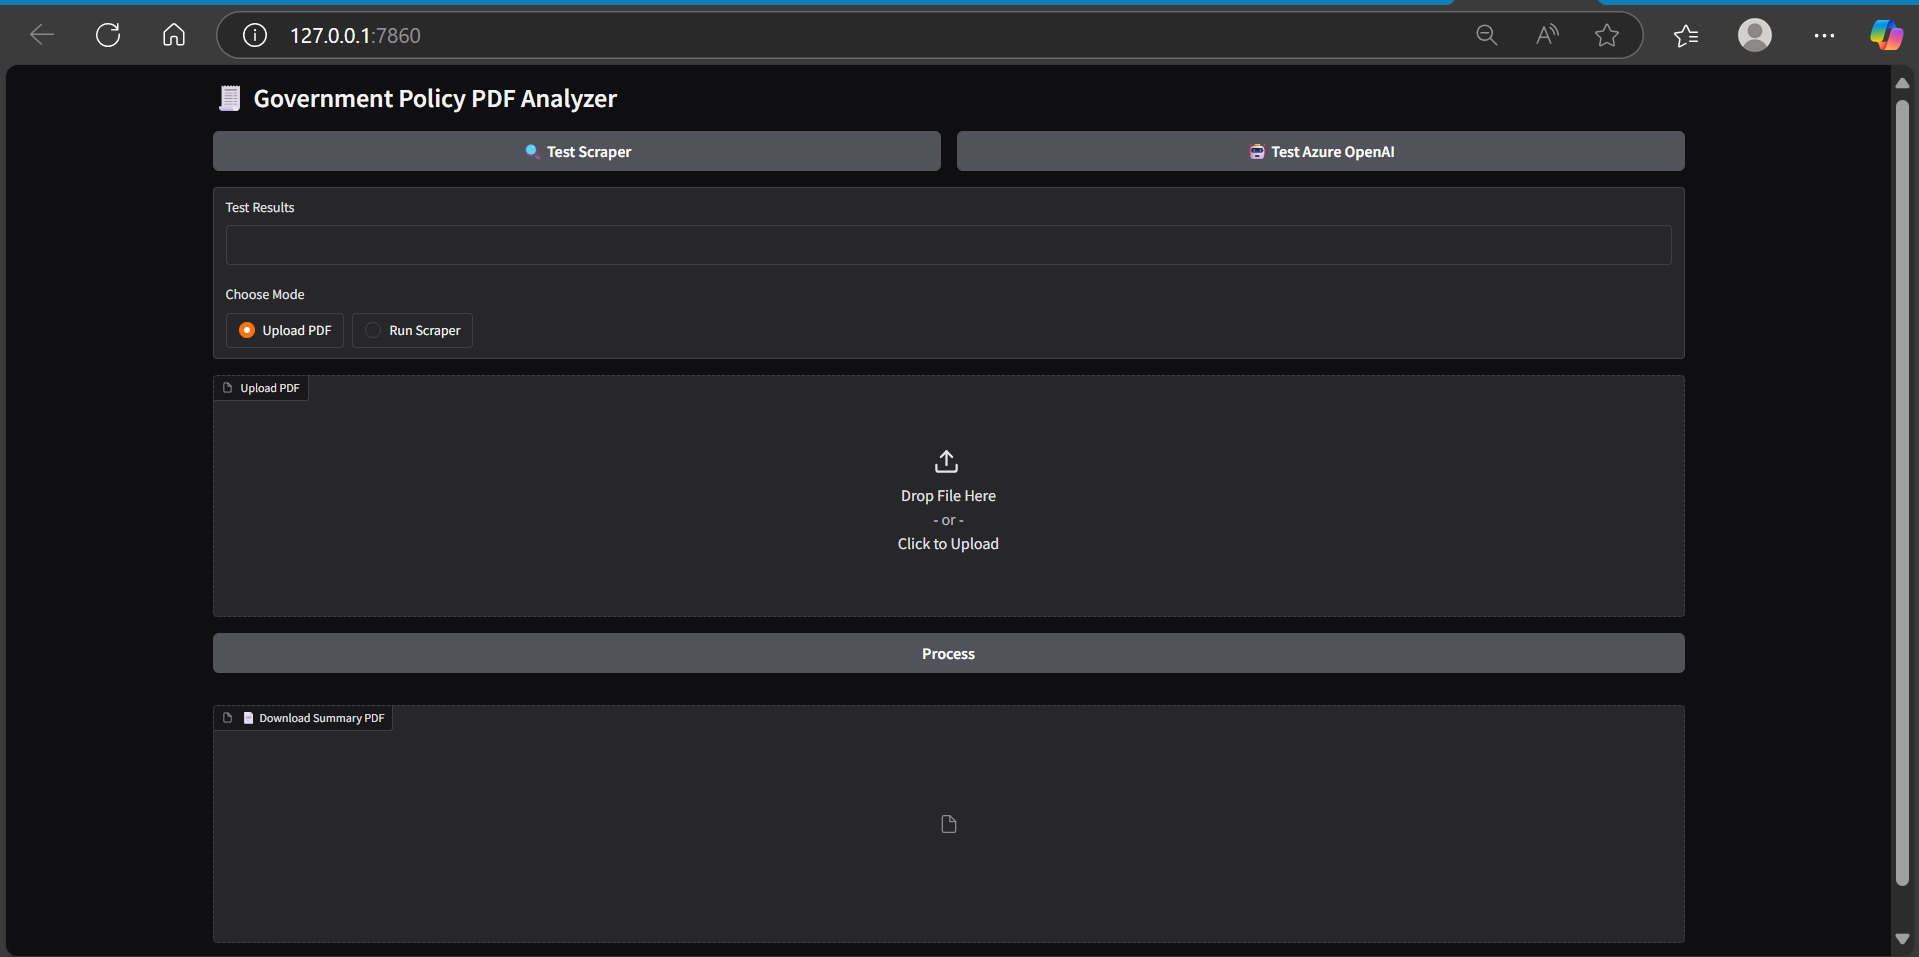 127.0.0.1:7860
Government Policy PDF Analyzer
Test Scraper
Test Azure OpenAI
Test Results
Choose Mode
Upload PDF
Run Scraper
Upload PDF
Drop File Here
- or -
Click to Upload
Process
Download Summary PDF